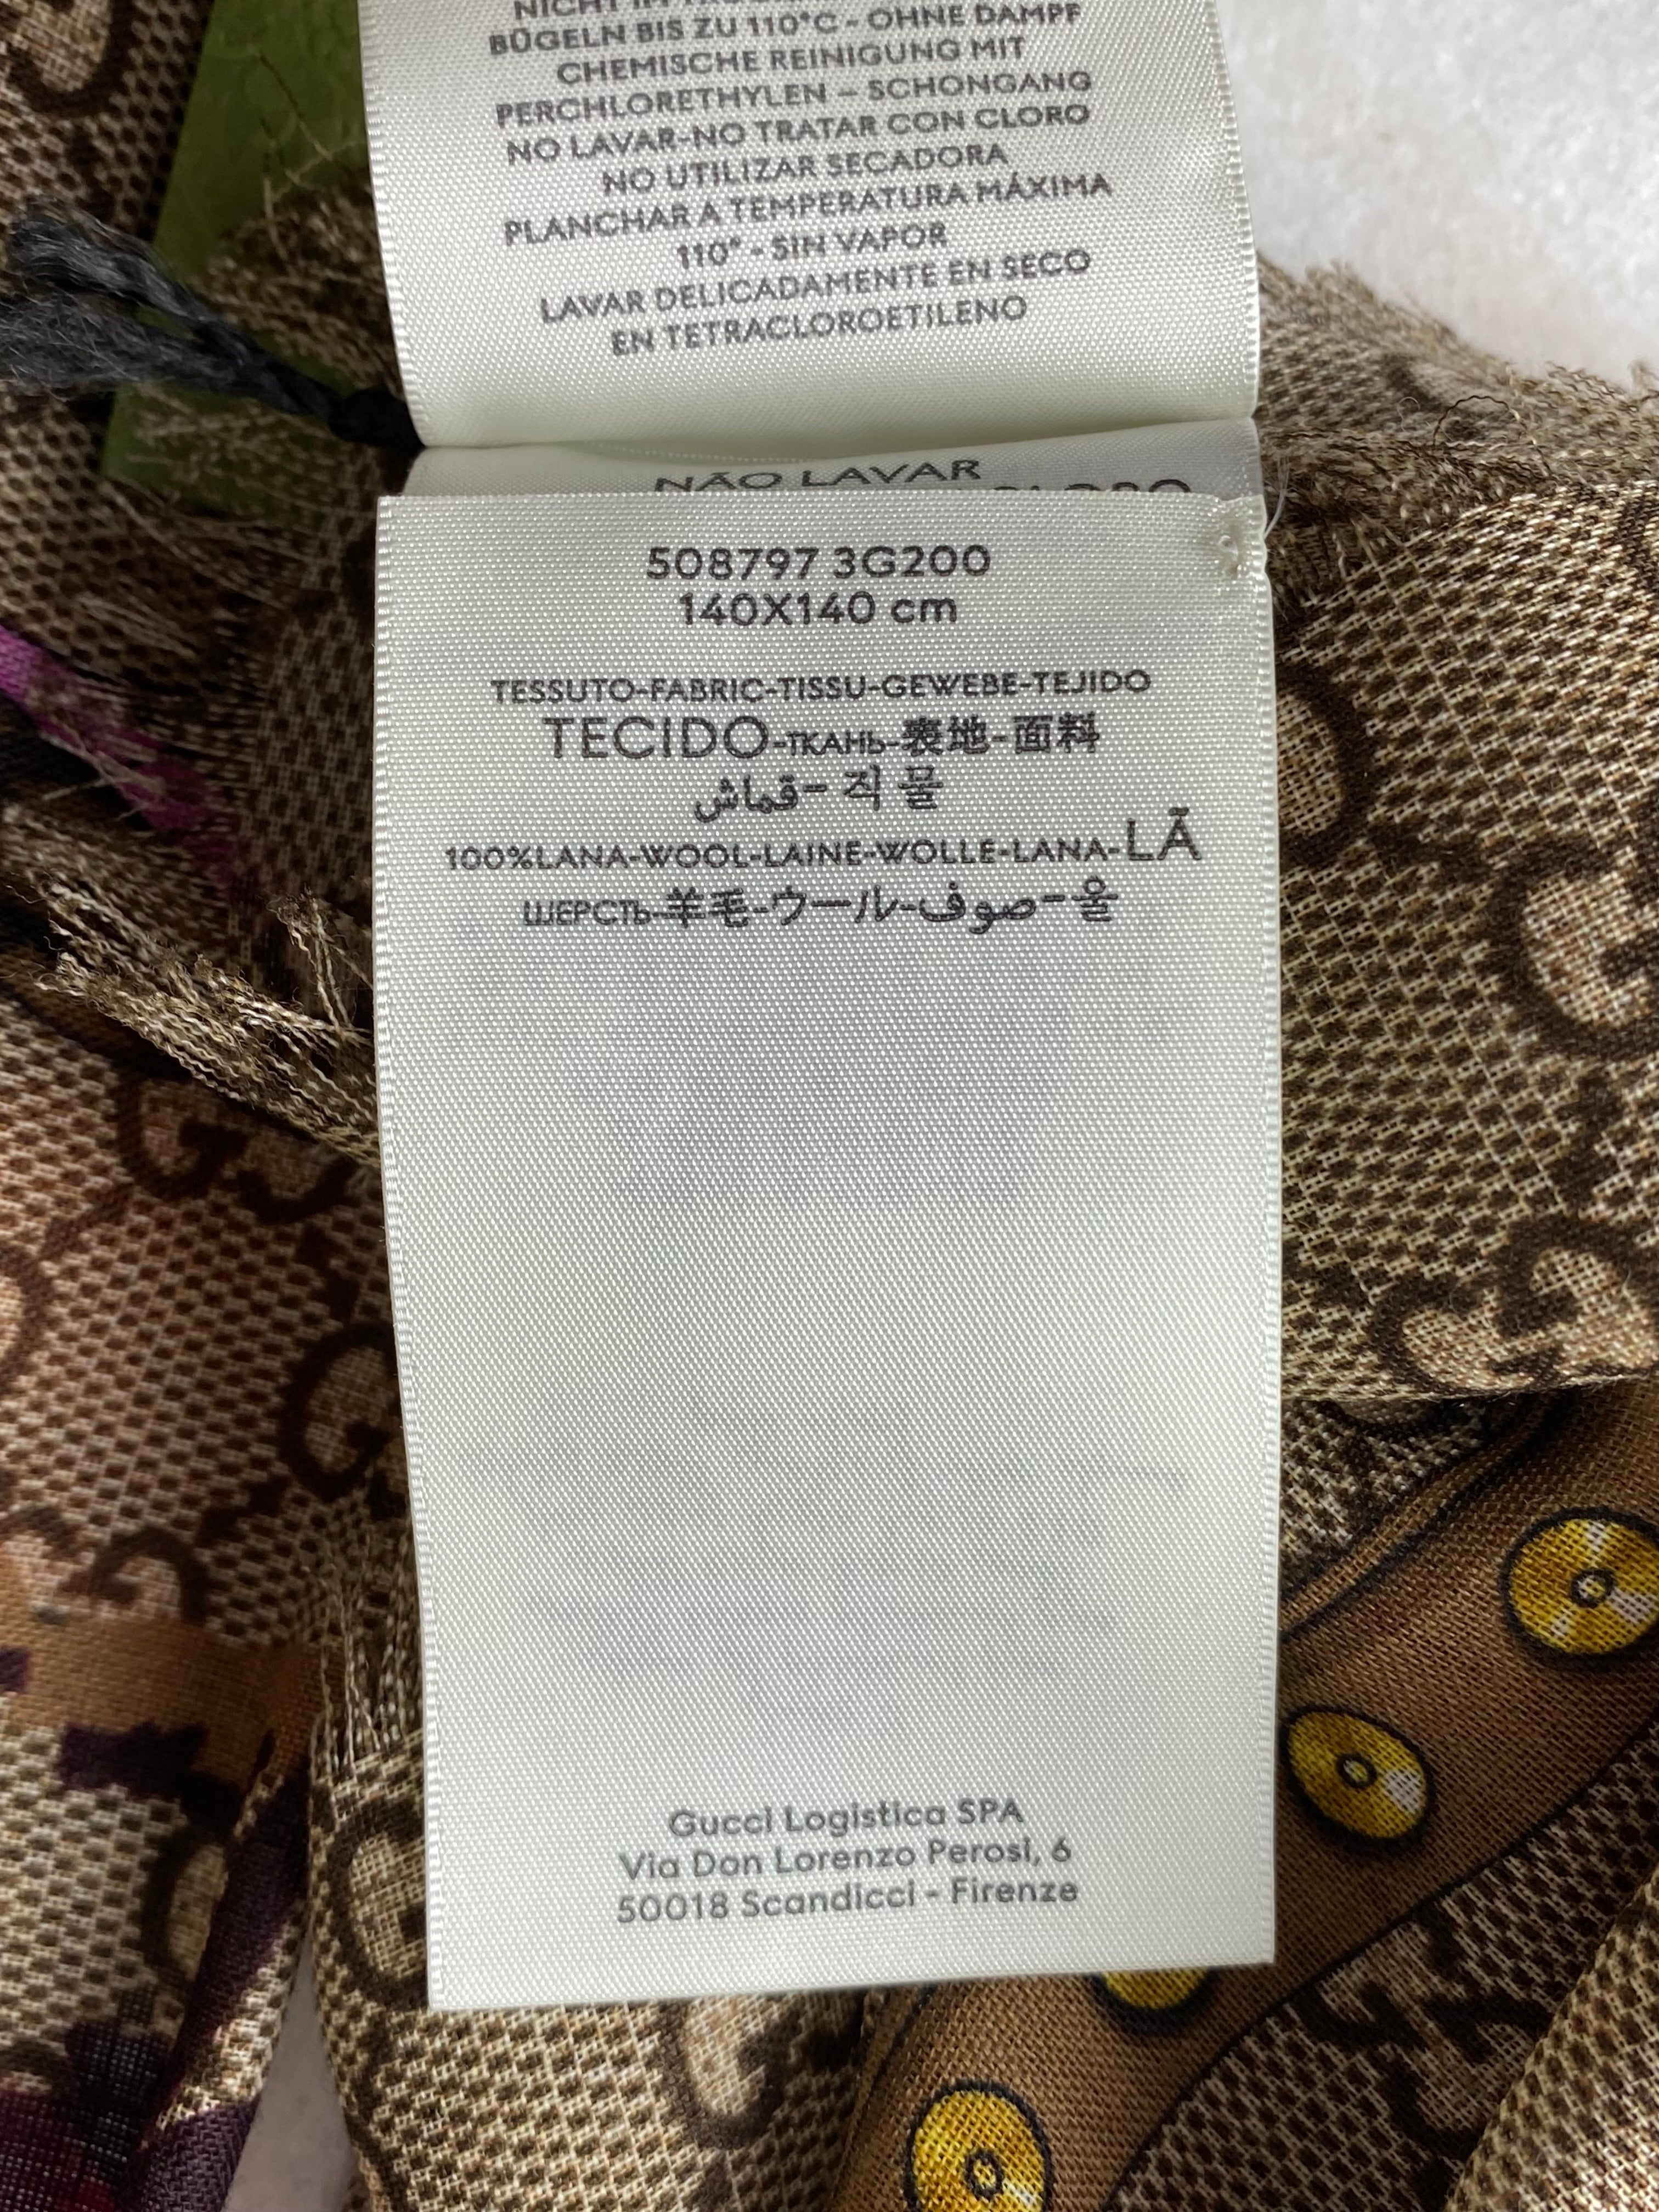 BÜGELN BIS ZU 110°C - OHNE DAMPF
CHEMISCHE REINIGUNG MIT
PERCHLORETHYLEN – SCHONGANG
NO LAVAR-NO TRATAR CON CLORO
NO UTILIZAR SECADORA
PLANCHAR A TEMPERATURA MÁXIMA
110° - SIN VAPOR
LAVAR DELICADAMENTE EN SECO
EN TETRACLOROETILENO
NÃO LAVAR
508797 3G200
140X140 cm
TESSUTO-FABRIC-TISSU-GEWEBE-TEJIDO
TECIDO-ТКАНЬ-表地-面料
قماش- 직 물
100%LANA-WOOL-LAINE-WOLLE-LANA-LÃ
ШЕРСТЬ-羊毛-ウール-صوف-울
Gucci Logistica SPA
Via Don Lorenzo Perosi, 6
50018 Scandicci - Firenze